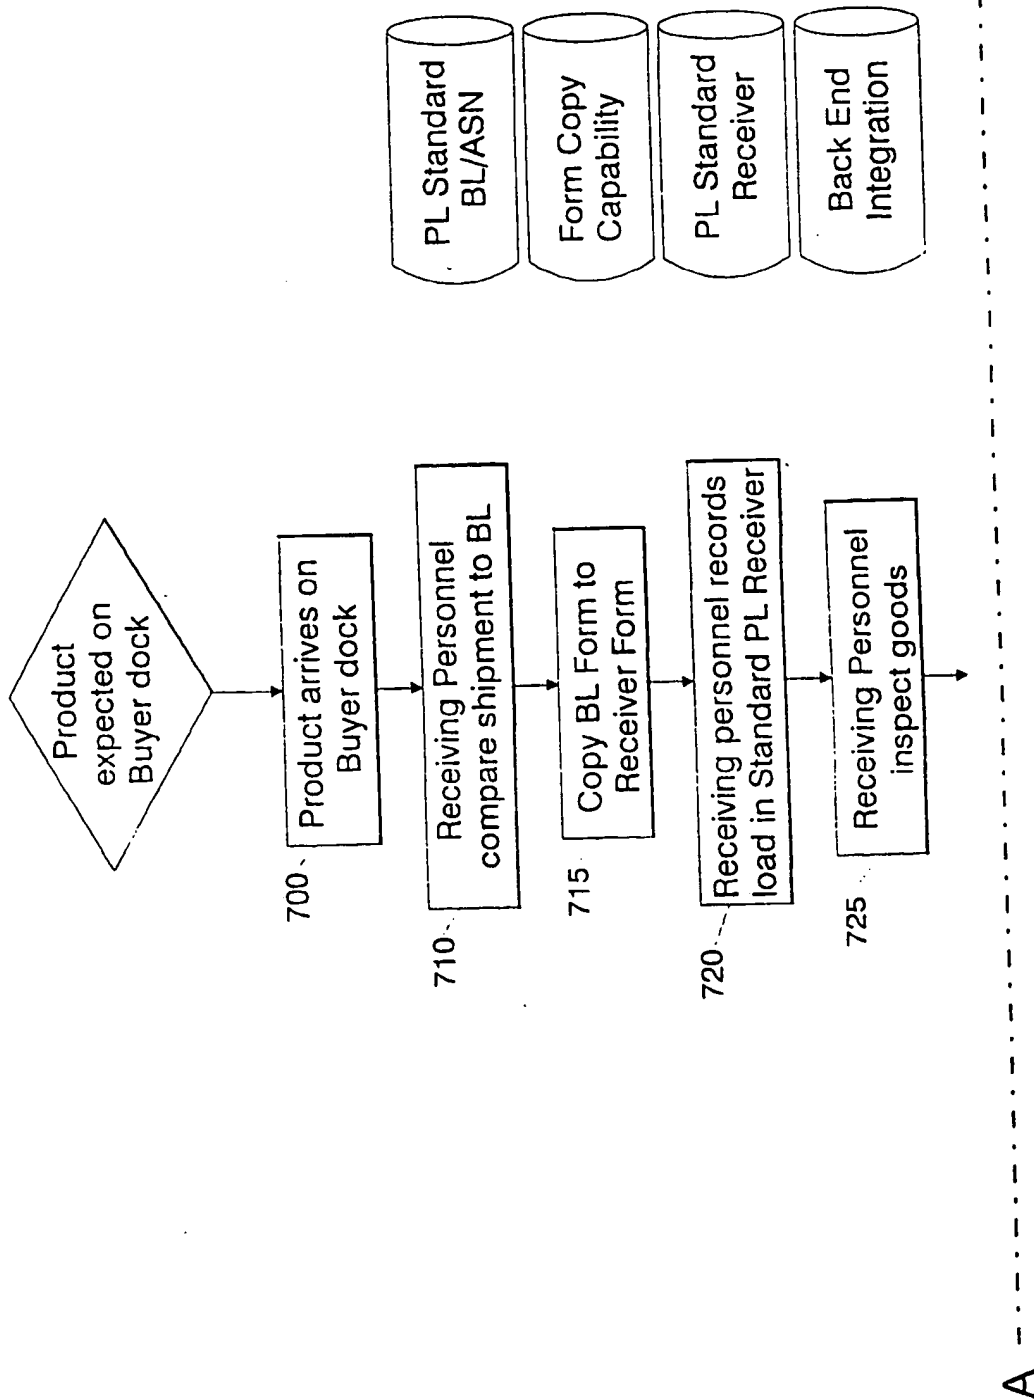 Product
expected on
Buyer dock
700
Product arrives on
Buyer dock
710
Receiving Personnel
compare shipment to BL
715
Copy BL Form to
Receiver Form
720
Receiving personnel records
load in Standard PL Receiver
725
Receiving Personnel
inspect goods
PL Standard
BL/ASN
Form Copy
Capability
PL Standard
Receiver
Back End
Integration
A